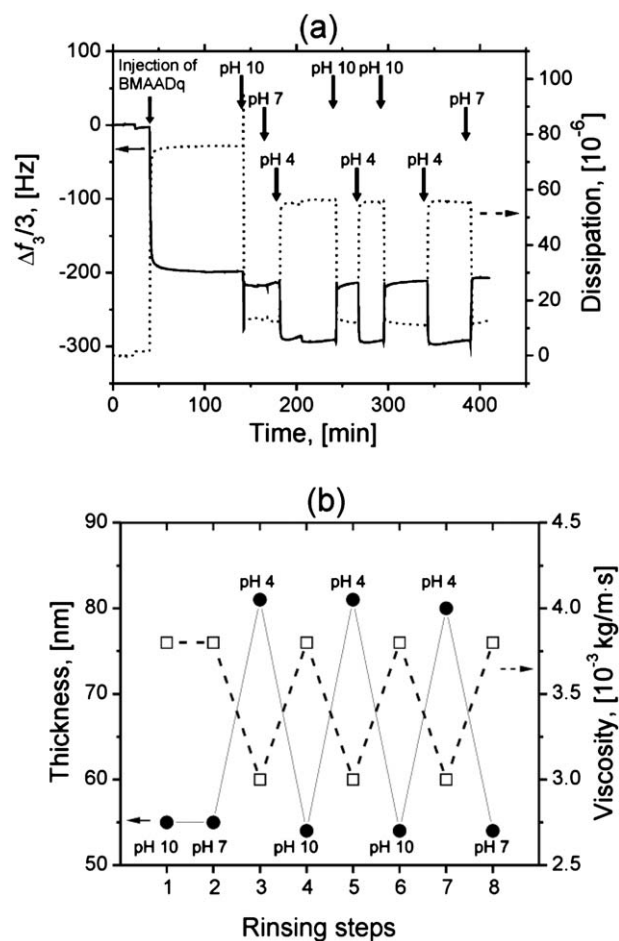 (a)
100
0
-100
-200
-300
Δf₃/3, [Hz]
Injection of
BMAADq
pH 10
pH 7
pH 4
pH 10
pH 10
pH 4
pH 4
pH 7
100
80
60
40
20
0
Dissipation, [10⁻⁶]
0 100 200 300 400
Time, [min]
(b)
90
80
70
60
50
Thickness, [nm]
pH 4
pH 4
pH 4
pH 10
pH 7
pH 10
pH 10
pH 7
4.5
4.0
3.5
3.0
2.5
Viscosity, [10⁻³ kg/m·s]
1 2 3 4 5 6 7 8
Rinsing steps